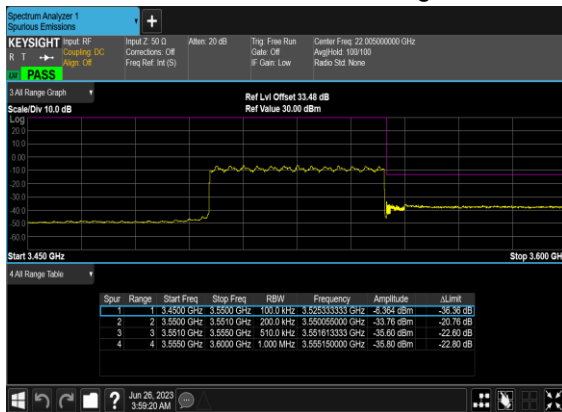 Spectrum Analyzer 1
Spurious Emissions
+
KEYSIGHT Input: RF Input Z: 50 Ω Atten: 20 dB Trig: Free Run Center Freq: 22.005000000 GHz
R T Coupling: DC Corrections: Off Gate: Off Avg|Hold: 100/100
Align: Off Freq Ref: Int (S) IF Gain: Low Radio Std: None
PASS
3 All Range Graph
Ref Lvl Offset 33.48 dB
Scale/Div 10.0 dB Ref Value 30.00 dBm
Log
20.0
10.0
0.00
-10.0
-20.0
-30.0
-40.0
-50.0
-60.0
Start 3.450 GHz Stop 3.600 GH
4 All Range Table
Spur Range Start Freq Stop Freq RBW Frequency Amplitude ΔLimit
1 1 3.4500 GHz 3.5500 GHz 100.0 kHz 3.525333333 GHz -6.364 dBm -36.36 dB
2 2 3.5500 GHz 3.5510 GHz 200.0 kHz 3.550055000 GHz -33.76 dBm -20.76 dB
3 3 3.5510 GHz 3.5550 GHz 510.0 kHz 3.551613333 GHz -35.60 dBm -22.60 dB
4 4 3.5550 GHz 3.6000 GHz 1.000 MHz 3.555150000 GHz -35.80 dBm -22.80 dB
? Jun 26, 2023
3:59:20 AM